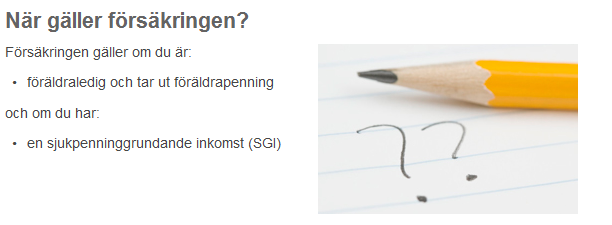 När gäller försäkringen?
Försäkringen gäller om du är:
• föräldraledig och tar ut föräldrapenning
och om du har:
• en sjukpenninggrundande inkomst (SGI)
??